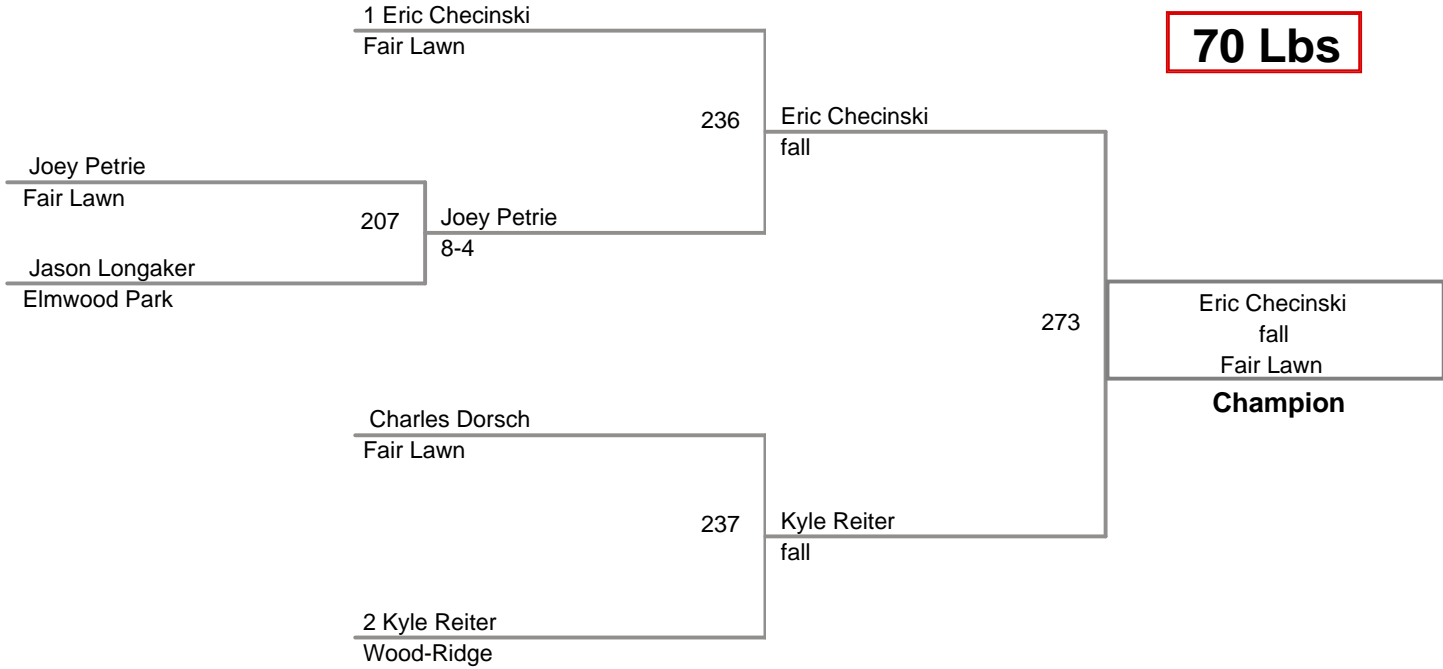 1 Eric Checinski
Fair Lawn
70 Lbs
236
Eric Checinski
fall
Joey Petrie
Fair Lawn
207
Joey Petrie
8-4
Jason Longaker
Elmwood Park
273
Eric Checinski
fall
Fair Lawn
Champion
Charles Dorsch
Fair Lawn
237
Kyle Reiter
fall
2 Kyle Reiter
Wood-Ridge